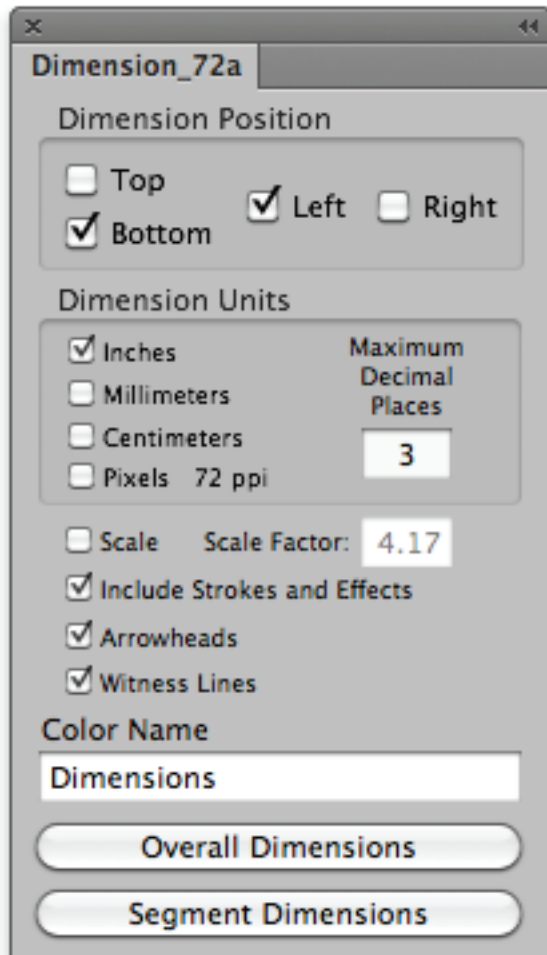 Dimension_72a
Dimension Position
Top
Bottom
Left
Right
Dimension Units
Inches
Millimeters
Centimeters
Pixels 72 ppi
Maximum
Decimal
Places
3
Scale Scale Factor: 4.17
Include Strokes and Effects
Arrowheads
Witness Lines
Color Name
Dimensions
Overall Dimensions
Segment Dimensions